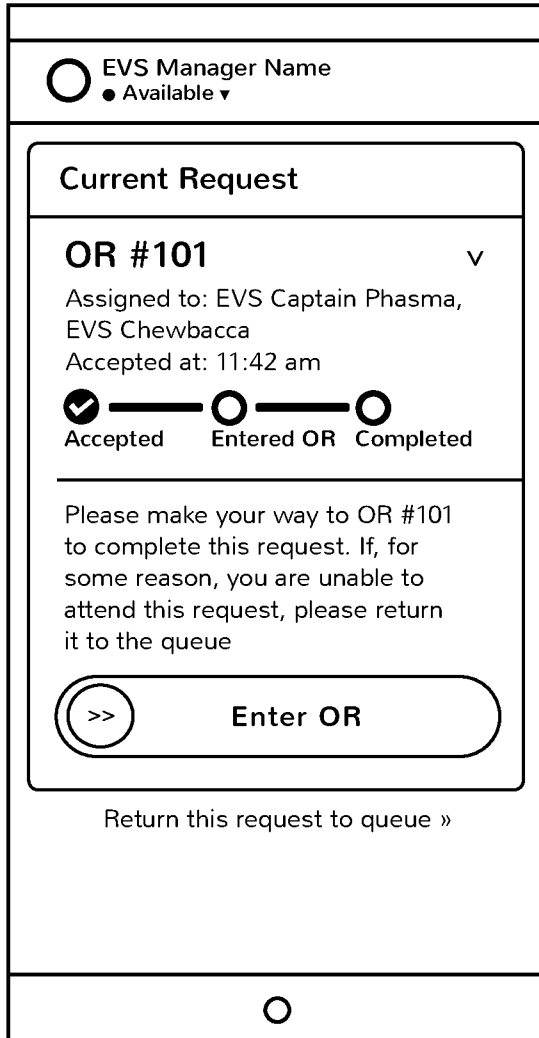 EVS Manager Name
● Available ▾
Current Request
OR #101
Assigned to: EVS Captain Phasma,
EVS Chewbacca
Accepted at: 11:42 am
Accepted Entered OR Completed
Please make your way to OR #101
to complete this request. If, for
some reason, you are unable to
attend this request, please return
it to the queue
>> Enter OR
Return this request to queue »